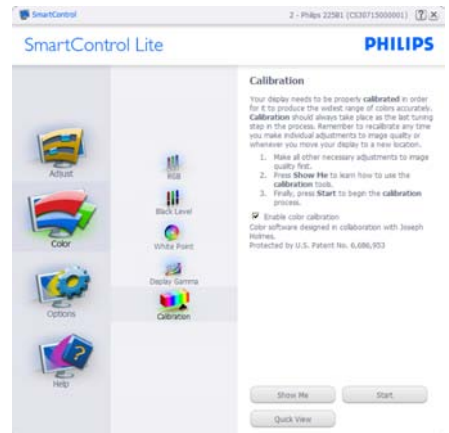 SmartControl
2 - Philips 225B1 (CS30715000001)
SmartControl Lite
PHILIPS
Adjust
Color
Options
Help
RGB
Black Level
White Point
Display Gamma
Calibration
Calibration
Your display needs to be properly calibrated in order
for it to produce the widest range of colors accurately.
Calibration should always take place as the last tuning
step in the process. Remember to recalibrate any time
you make individual adjustments to image quality or
whenever you move your display to a new location.
1. Make all other necessary adjustments to image
quality first.
2. Press Show Me to learn how to use the
calibration tools.
3. Finally, press Start to begin the calibration
process.
Enable color calibration
Color software designed in collaboration with Joseph
Holmes.
Protected by U.S. Patent No. 6,686,953
Show Me
Start
Quick View